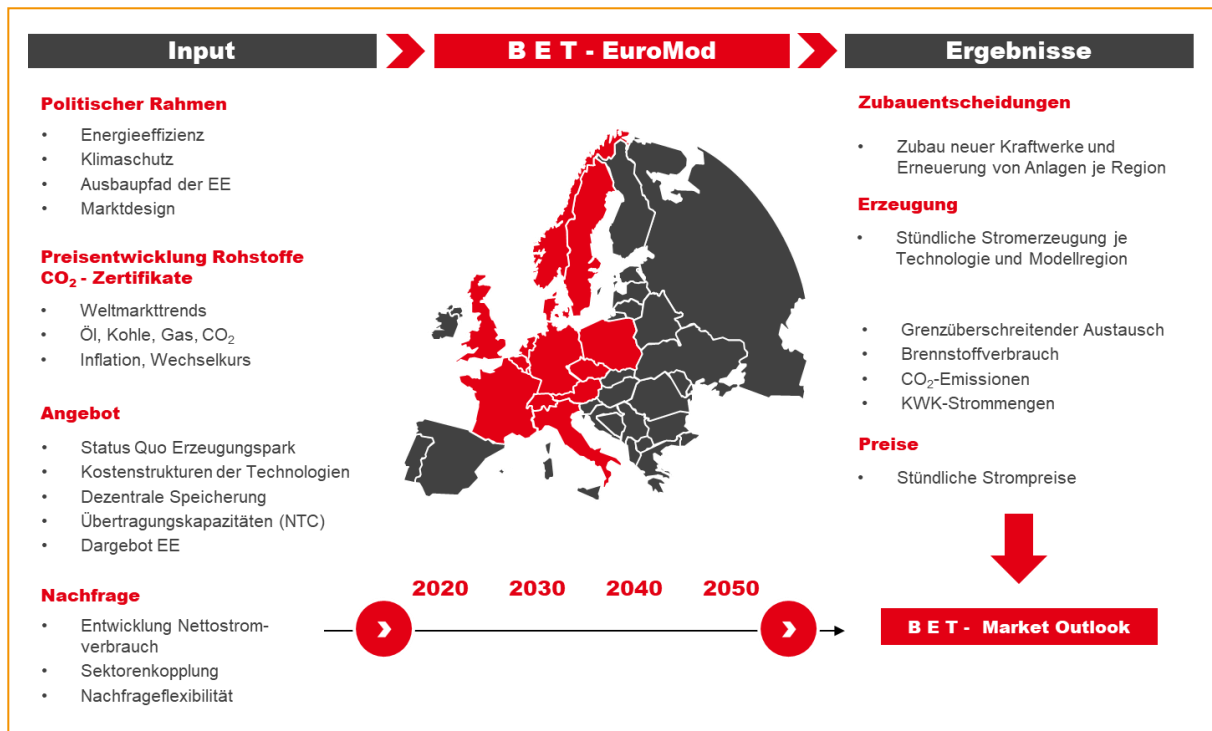 Input
B E T - EuroMod
Ergebnisse
Politischer Rahmen
• Energieeffizienz
• Klimaschutz
• Ausbaupfad der EE
• Marktdesign
Preisentwicklung Rohstoffe
CO₂ - Zertifikate
• Weltmarkttrends
• Öl, Kohle, Gas, CO₂
• Inflation, Wechselkurs
Angebot
• Status Quo Erzeugungspark
• Kostenstrukturen der Technologien
• Dezentrale Speicherung
• Übertragungskapazitäten (NTC)
• Dargebot EE
Nachfrage
• Entwicklung Nettostrom-
verbrauch
• Sektorenkopplung
• Nachfrageflexibilität
2020 2030 2040 2050
Zubauentscheidungen
• Zubau neuer Kraftwerke und
Erneuerung von Anlagen je Region
Erzeugung
• Stündliche Stromerzeugung je
Technologie und Modellregion
• Grenzüberschreitender Austausch
• Brennstoffverbrauch
• CO₂-Emissionen
• KWK-Strommengen
Preise
• Stündliche Strompreise
B E T - Market Outlook